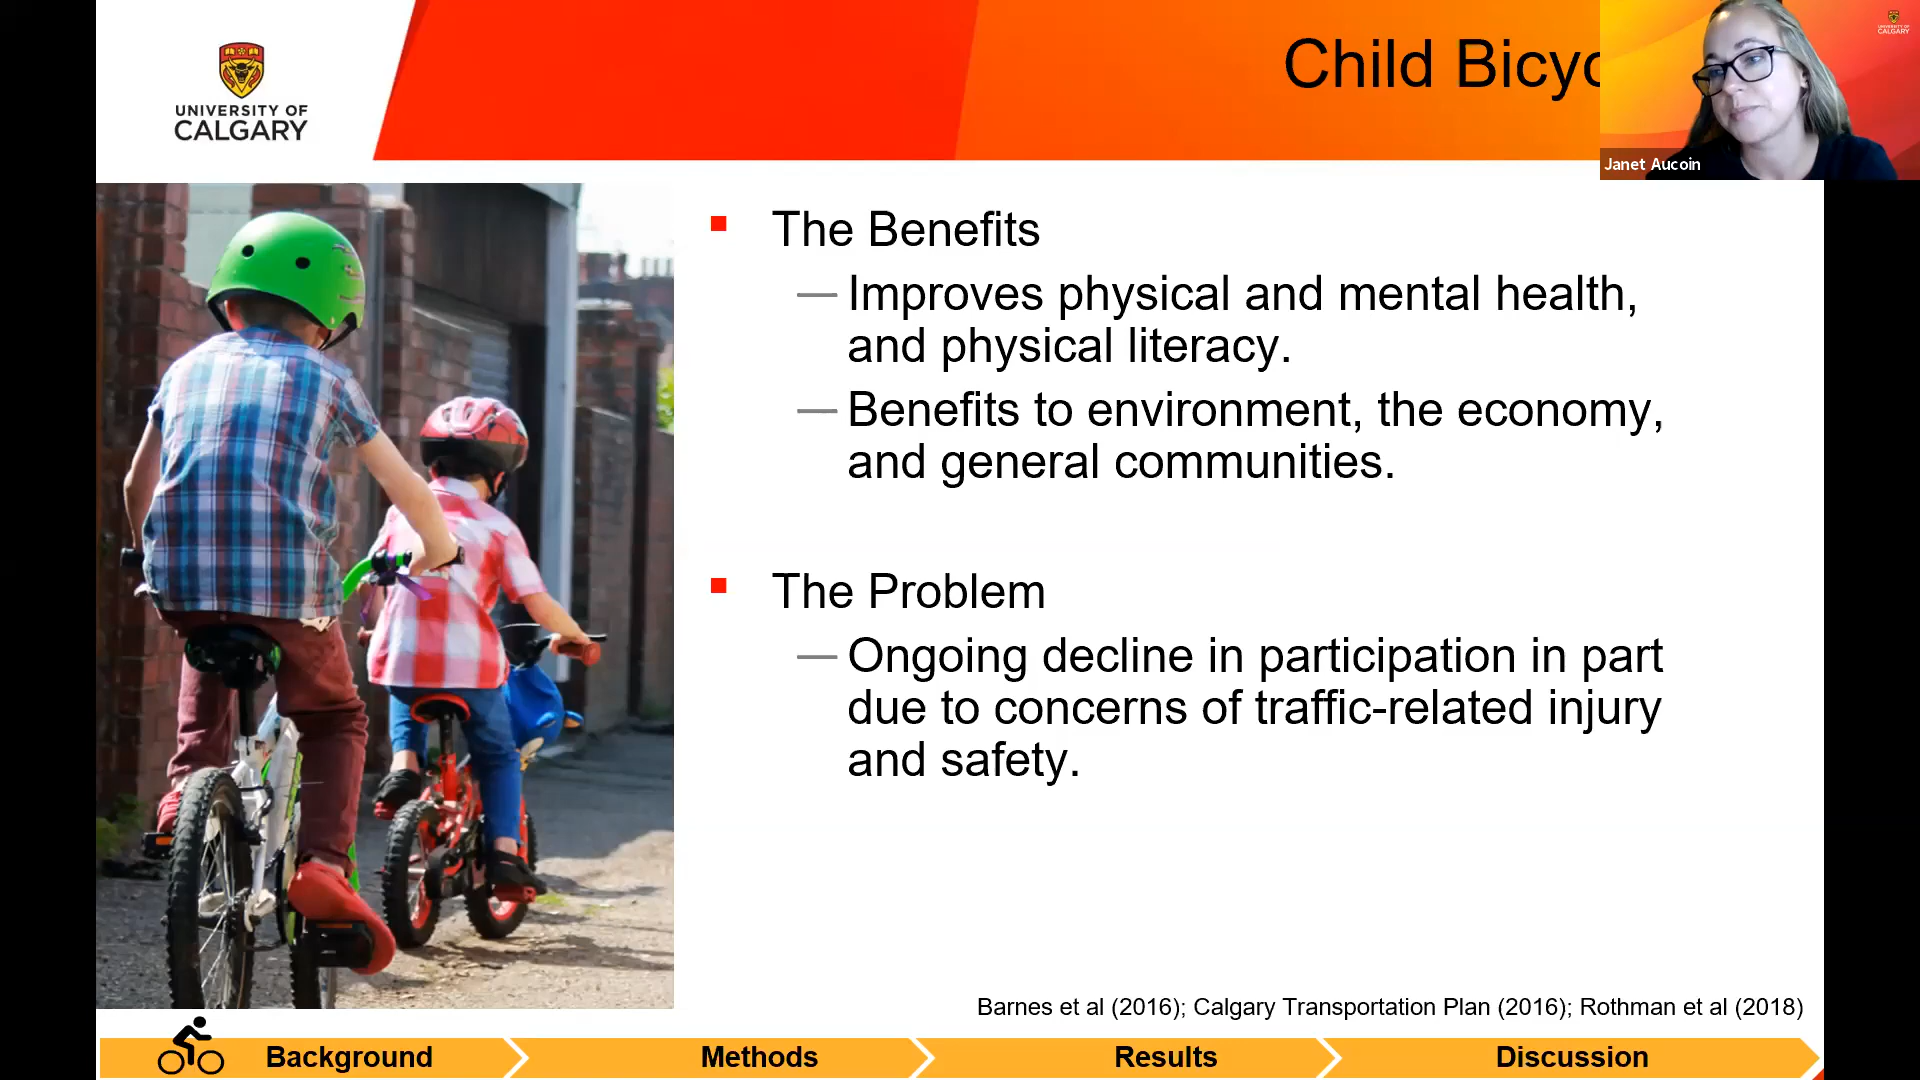 UNIVERSITY OF
CALGARY
Child Bicyc
UNIVERSITY OF
CALGARY
Janet Aucoin
The Benefits
— Improves physical and mental health,
and physical literacy.
— Benefits to environment, the economy,
and general communities.
The Problem
— Ongoing decline in participation in part
due to concerns of traffic-related injury
and safety.
Barnes et al (2016); Calgary Transportation Plan (2016); Rothman et al (2018)
Background Methods Results Discussion